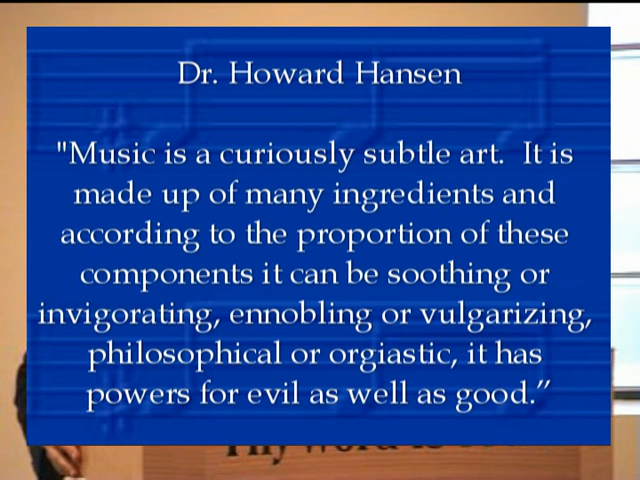 Dr. Howard Hansen
"Music is a curiously subtle art.  It is
made up of many ingredients and
according to the proportion of these
components it can be soothing or
invigorating, ennobling or vulgarizing,
philosophical or orgiastic, it has
powers for evil as well as good.”